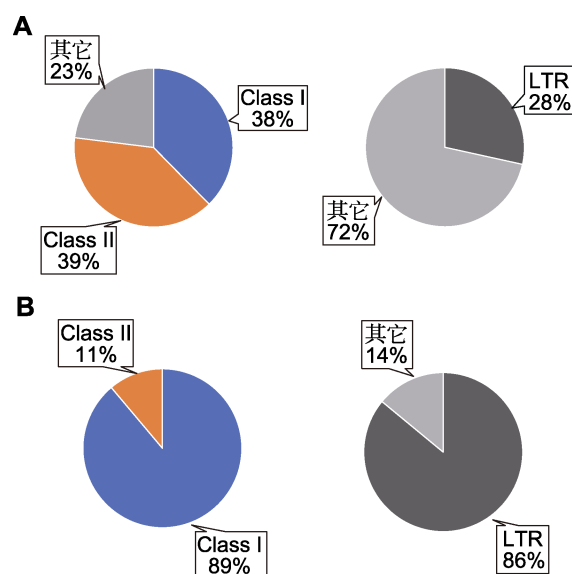 A
其它
23%
Class I
38%
Class II
39%
LTR
28%
其它
72%
B
Class II
11%
Class I
89%
其它
14%
LTR
86%